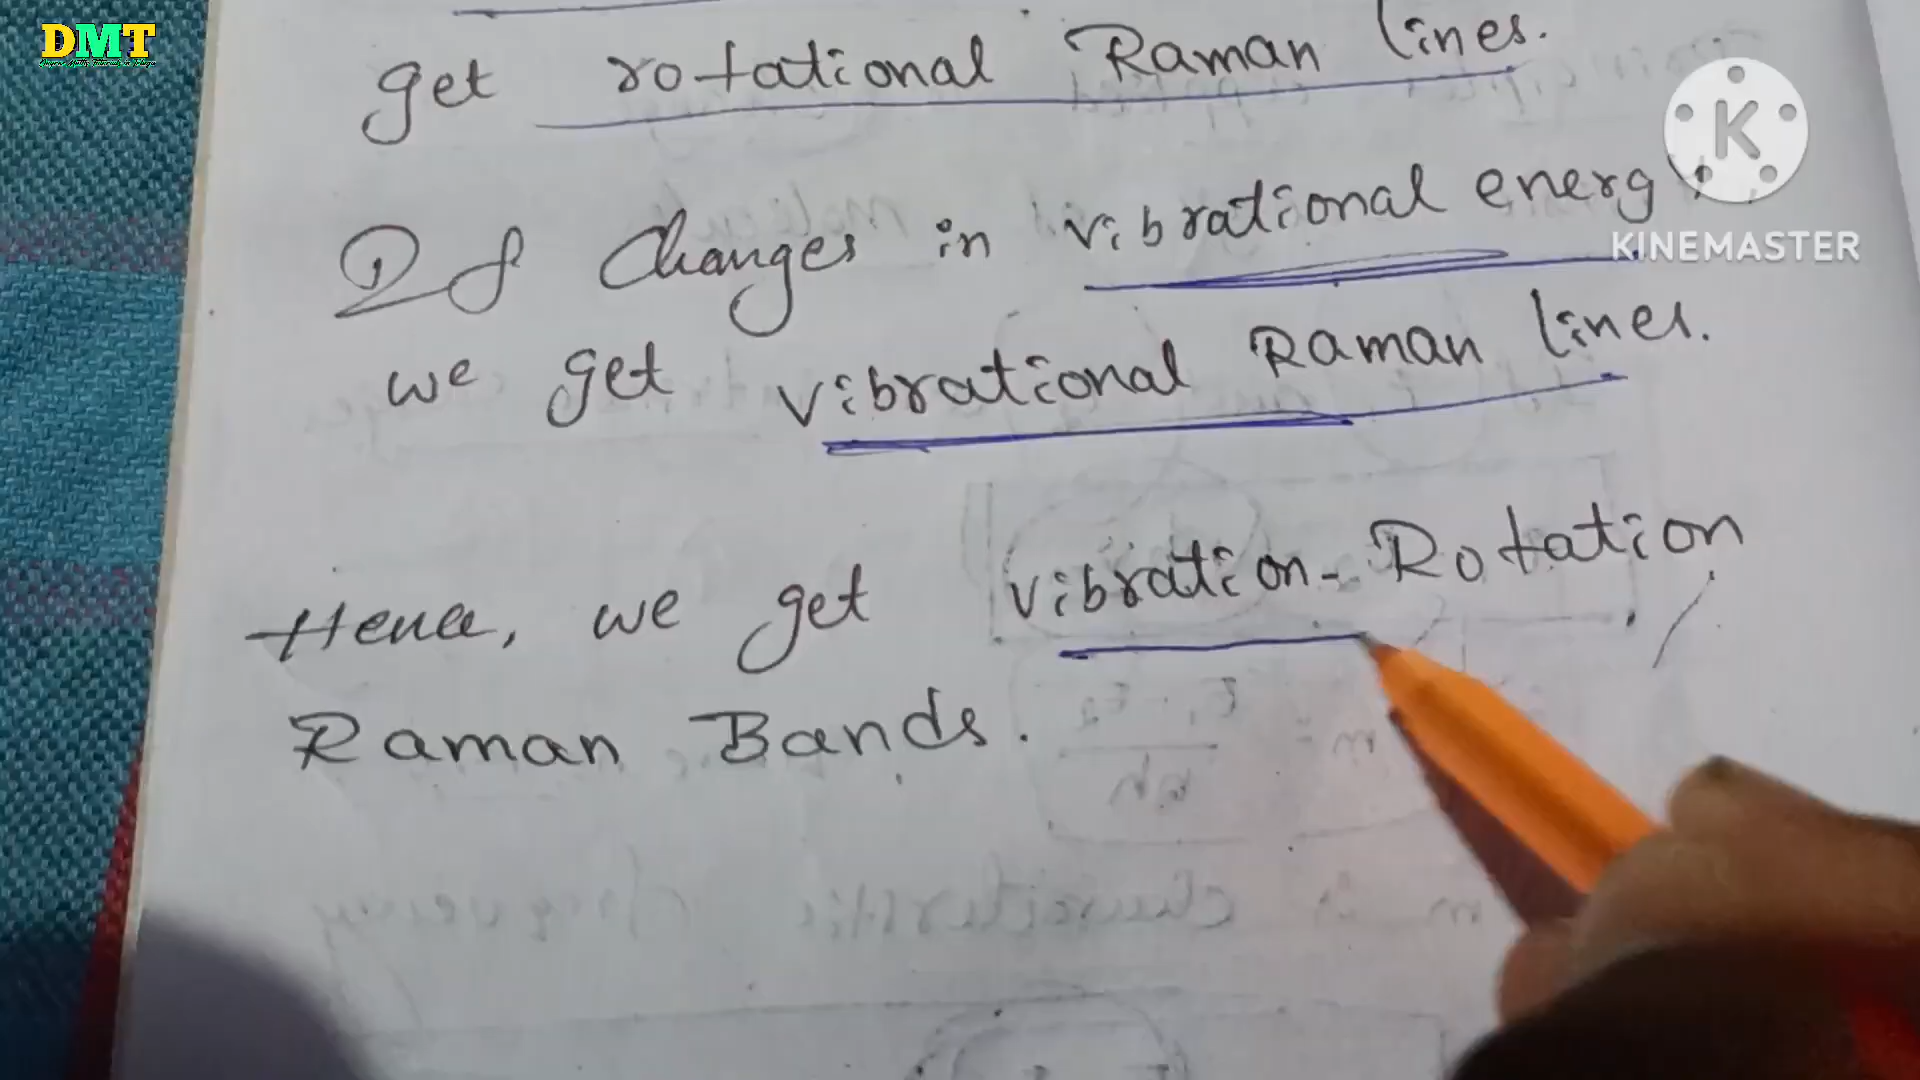 DMT
get rotational Raman lines.
KINEMASTER
If Changes in vibrational energy,
we get vibrational Raman lines.
Hence, we get vibration-Rotation
Raman Bands.